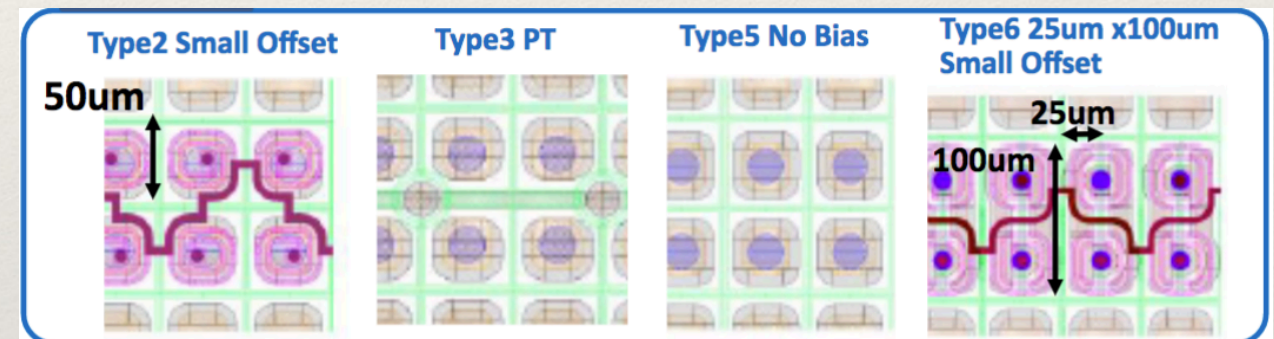 Type2 Small Offset
50um
Type3 PT
Type5 No Bias
Type6 25um x100um
Small Offset
25um
100um